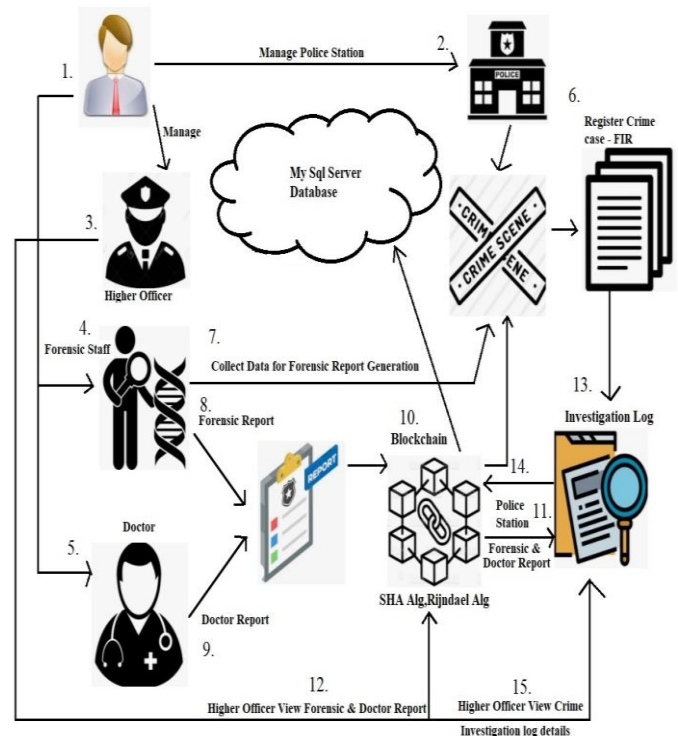 1.
Manage Police Station
2.
POLICE
6.
Register Crime
case - FIR
Manage
My Sql Server
Database
3.
CRIM
CRIME SCENE
ENE
Higher Officer
4.
Forensic Staff
7.
Collect Data for Forensic Report Generation
13.
Investigation Log
8.
Forensic Report
10.
Blockchain
REPORT
14.
Police
Station
11.
Forensic &
Doctor Report
Doctor
5.
SHA Alg,Rijndael Alg
Doctor Report
9.
12.
Higher Officer View Forensic & Doctor Report
15.
Higher Officer View Crime
Investigation log details